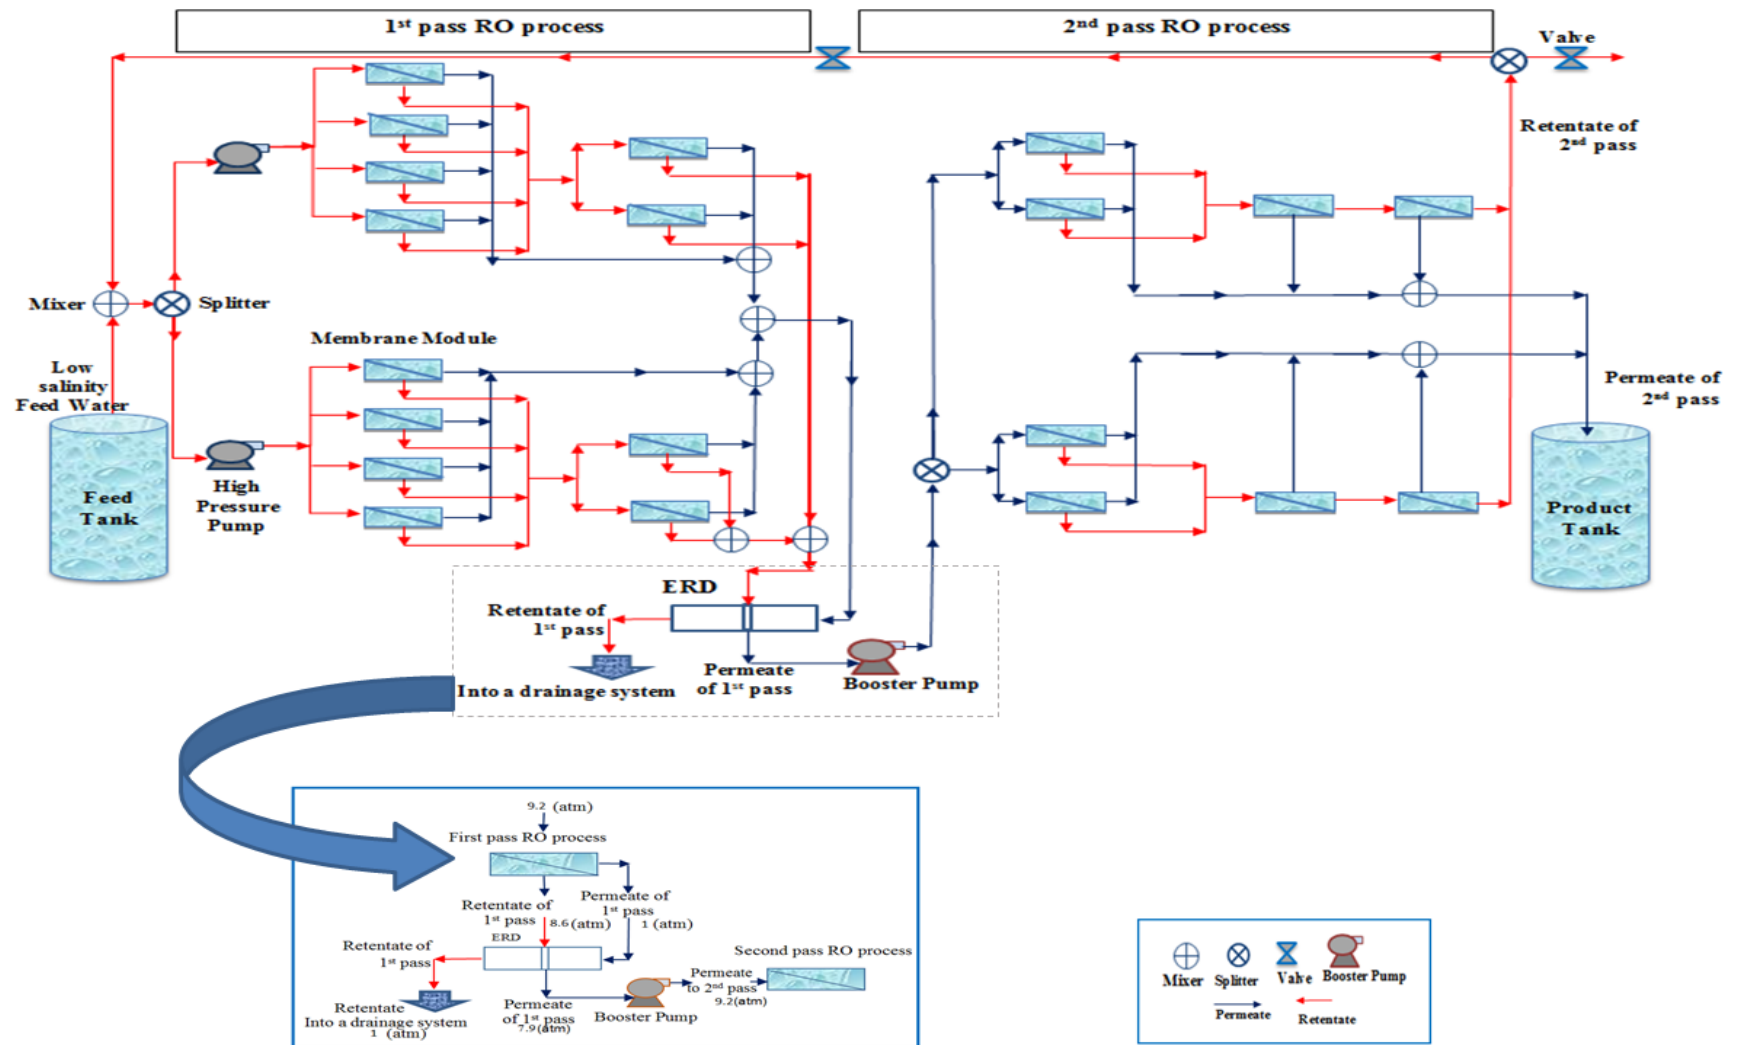 1st pass RO process
2nd pass RO process
Valve
Retentate of
2nd pass
Mixer
Splitter
Membrane Module
Low
salinity
Feed Water
Permeate of
2nd pass
Feed
Tank
High
Pressure
Pump
Product
Tank
ERD
Retentate of
1st pass
Permeate
of 1st pass
Booster Pump
Into a drainage system
9.2 (atm)
First pass RO process
Retentate of
1st pass
8.6 (atm)
Permeate of
1st pass
1 (atm)
ERD
Retentate of
1st pass
Second pass RO process
Permeate
to 2nd pass
9.2(atm)
Retentate
Into a drainage system
1 (atm)
Permeate
of 1st pass
7.9(atm)
Booster Pump
Mixer
Splitter
Valve
Booster Pump
Permeate
Retentate